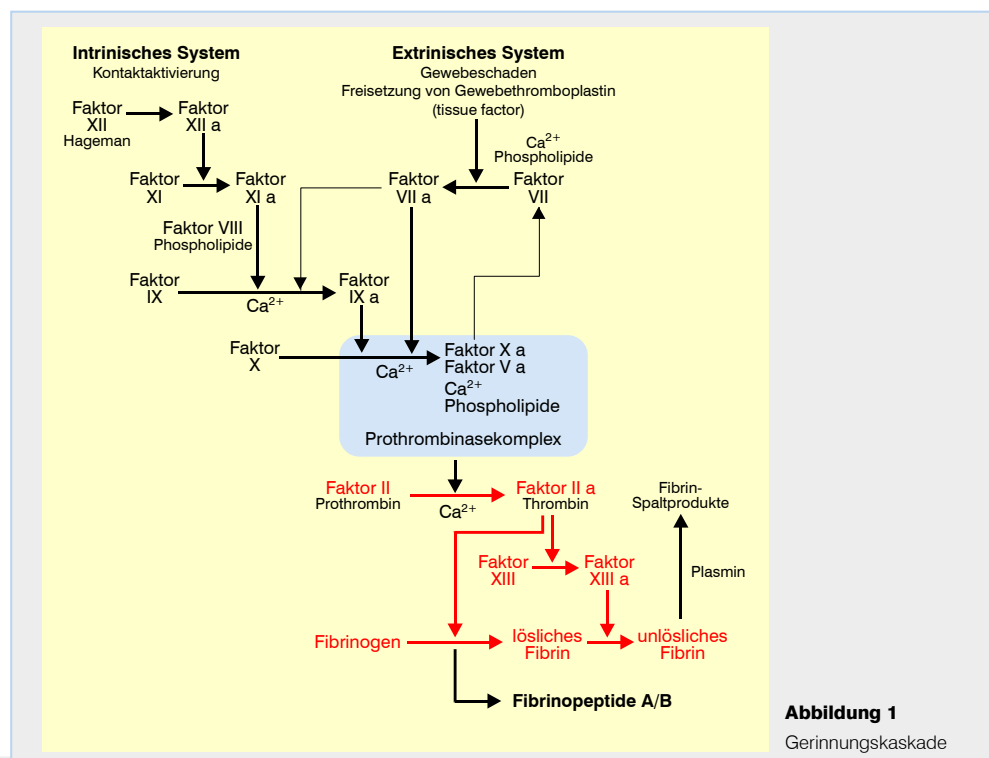 Intrinisches System
Kontaktaktivierung
Extrinisches System
Gewebeschaden
Freisetzung von Gewebethromboplastin
(tissue factor)
Faktor
XII
Hageman
Faktor
XII a
Ca2+
Phospholipide
Faktor
XI
Faktor
XI a
Faktor
VII a
Faktor
VII
Faktor VIII
Phospholipide
Faktor
IX
Ca2+
Faktor
IX a
Faktor
X
Ca2+
Faktor X a
Faktor V a
Ca2+
Phospholipide
Prothrombinasekomplex
Faktor II
Prothrombin
Ca2+
Faktor II a
Thrombin
Fibrin-
Spaltprodukte
Faktor
XIII
Faktor
XIII a
Plasmin
Fibrinogen
lösliches
Fibrin
unlösliches
Fibrin
Fibrinopeptide A/B
Abbildung 1
Gerinnungskaskade